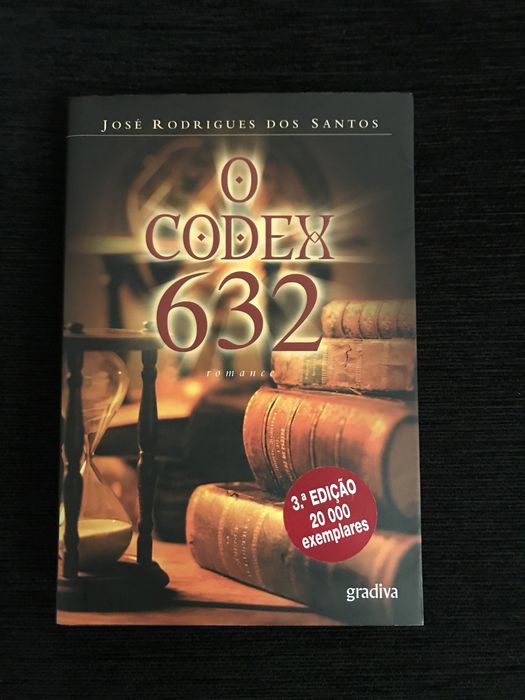 JOSÉ RODRIGUES DOS SANTOS
O
CODEX
632
romance
3.ª EDIÇÃO
20 000
exemplares
gradiva